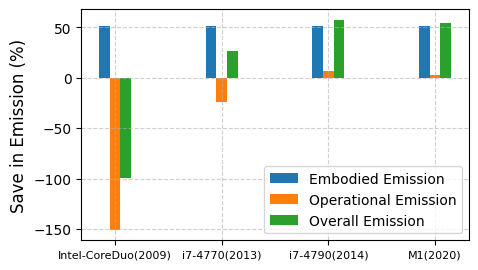 Save in Emission (%)
50
0
−50
−100
−150
Embodied Emission
Operational Emission
Overall Emission
Intel-CoreDuo(2009) i7-4770(2013) i7-4790(2014) M1(2020)